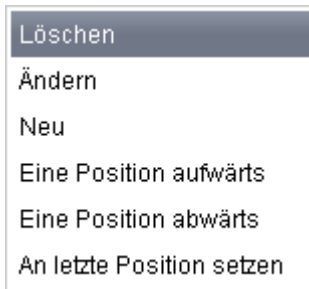 Löschen
Ändern
Neu
Eine Position aufwärts
Eine Position abwärts
An letzte Position setzen